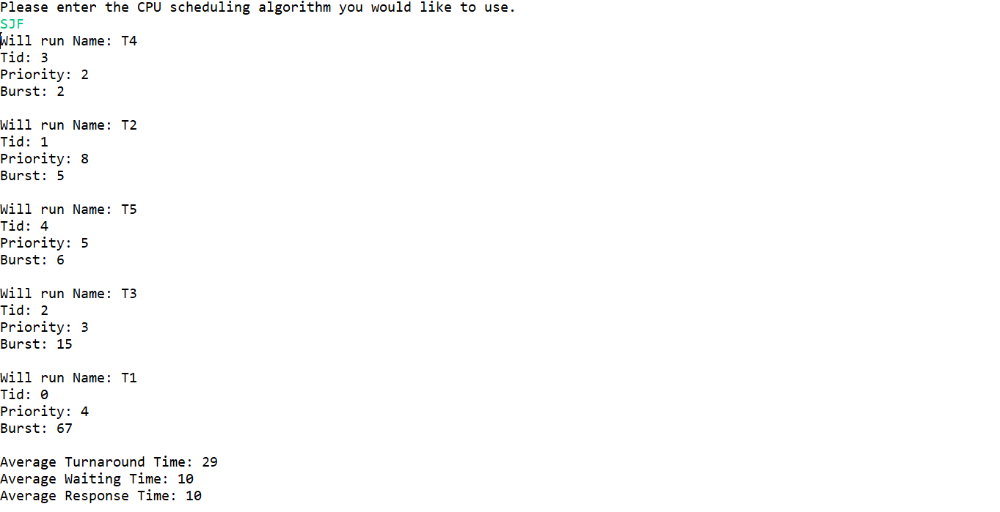 Please enter the CPU scheduling algorithm you would like to use.
SJF
Will run Name: T4
Tid: 3
Priority: 2
Burst: 2
Will run Name: T2
Tid: 1
Priority: 8
Burst: 5
Will run Name: T5
Tid: 4
Priority: 5
Burst: 6
Will run Name: T3
Tid: 2
Priority: 3
Burst: 15
Will run Name: T1
Tid: 0
Priority: 4
Burst: 67
Average Turnaround Time: 29
Average Waiting Time: 10
Average Response Time: 10